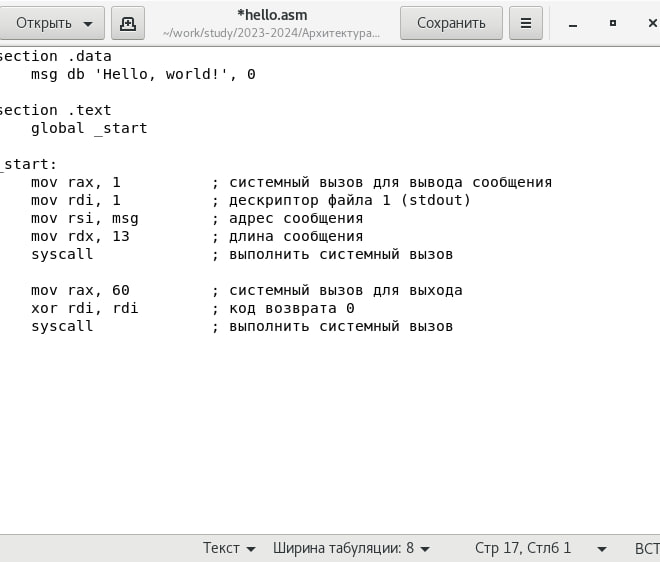 Открыть
*hello.asm
~/work/study/2023-2024/Архитектура...
Сохранить
section .data
msg db 'Hello, world!', 0
section .text
global _start
_start:
mov rax, 1 ; системный вызов для вывода сообщения
mov rdi, 1 ; дескриптор файла 1 (stdout)
mov rsi, msg ; адрес сообщения
mov rdx, 13 ; длина сообщения
syscall ; выполнить системный вызов
mov rax, 60 ; системный вызов для выхода
xor rdi, rdi ; код возврата 0
syscall ; выполнить системный вызов
Текст Ширина табуляции: 8 Стр 17, Стлб 1 ВСТ